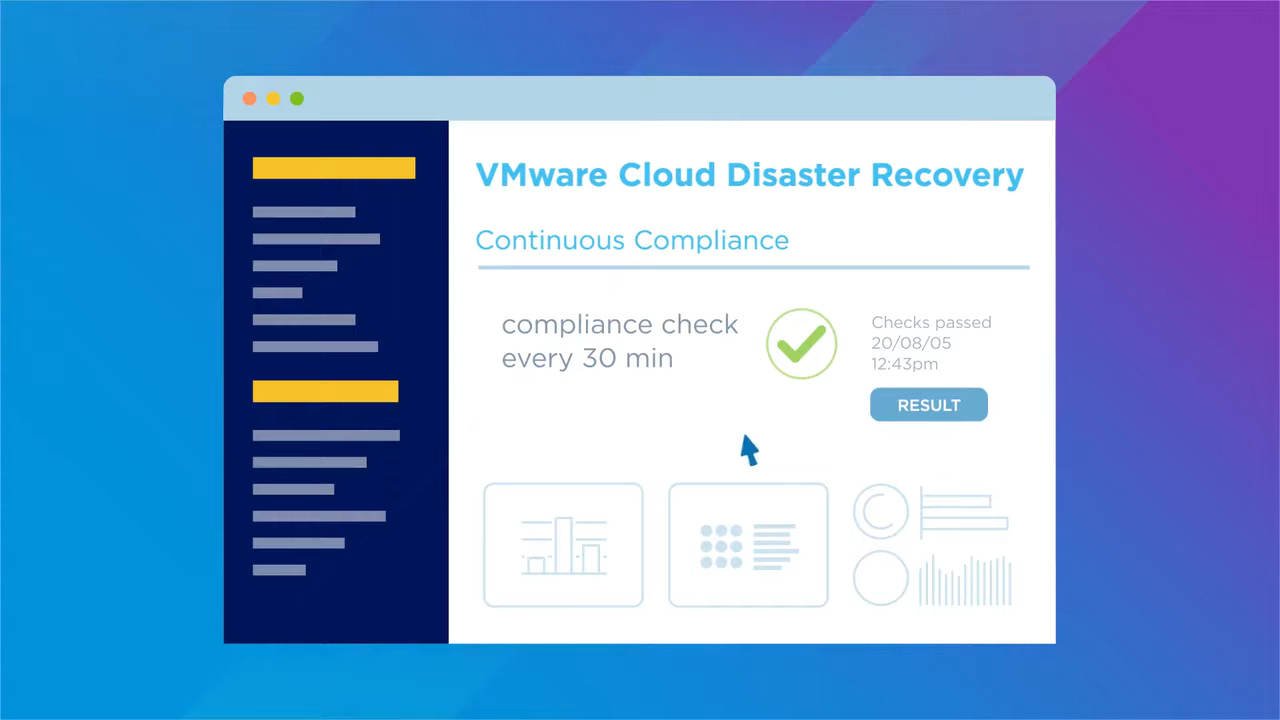 VMware Cloud Disaster Recovery
Continuous Compliance
compliance check
every 30 min
Checks passed
20/08/05
12:43pm
RESULT